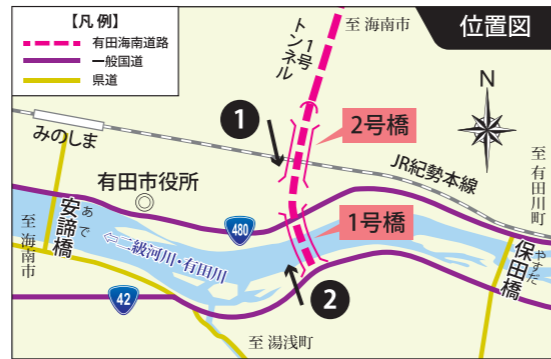 【凡 例】
有田海南道路
一般国道
県道
位置図
至 海南市
1号
トンネル
N
1
2号橋
みのしま
JR紀勢本線
有田市役所
至 有田川町
480
1号橋
あで
安諦橋
二級河川・有田川
至 海南市
やすだ
保田橋
42
2
至 湯浅町